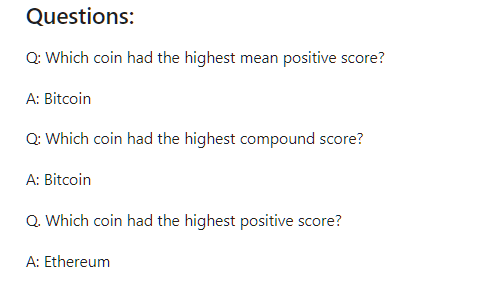 Questions:
Q: Which coin had the highest mean positive score?
A: Bitcoin
Q: Which coin had the highest compound score?
A: Bitcoin
Q. Which coin had the highest positive score?
A: Ethereum